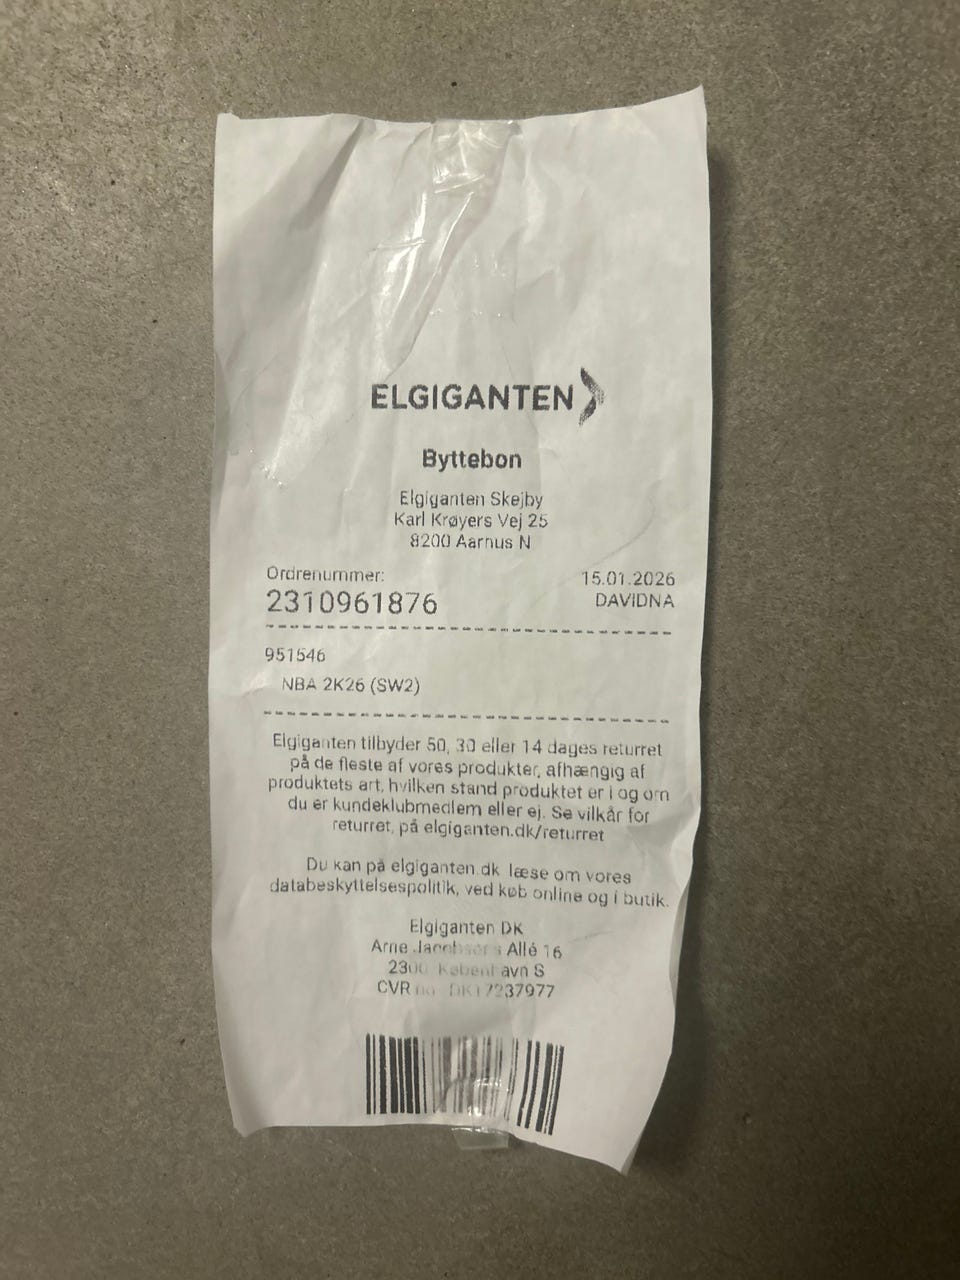 ELGIGANTEN
Byttebon
Elgiganten Skejby
Karl Krøyers Vej 25
8200 Aarhus N
Ordrenummer:
15.01.2026
2310961876
DAVIDNA
951546
NBA 2K26 (SW2)
Elgiganten tilbyder 50, 30 eller 14 dages returret
på de fleste af vores produkter, afhængig af
produktets art, hvilken stand produktet er i og om
du er kundeklubmedlem eller ej. Se vilkår for
returret, på elgiganten.dk/returret
Du kan på elgiganten.dk læse om vores
databeskyttelsespolitik, ved køb online og i butik.
Elgiganten DK
Arne Jacobsens Allé 16
2300 København S
CVR no. DK17237977